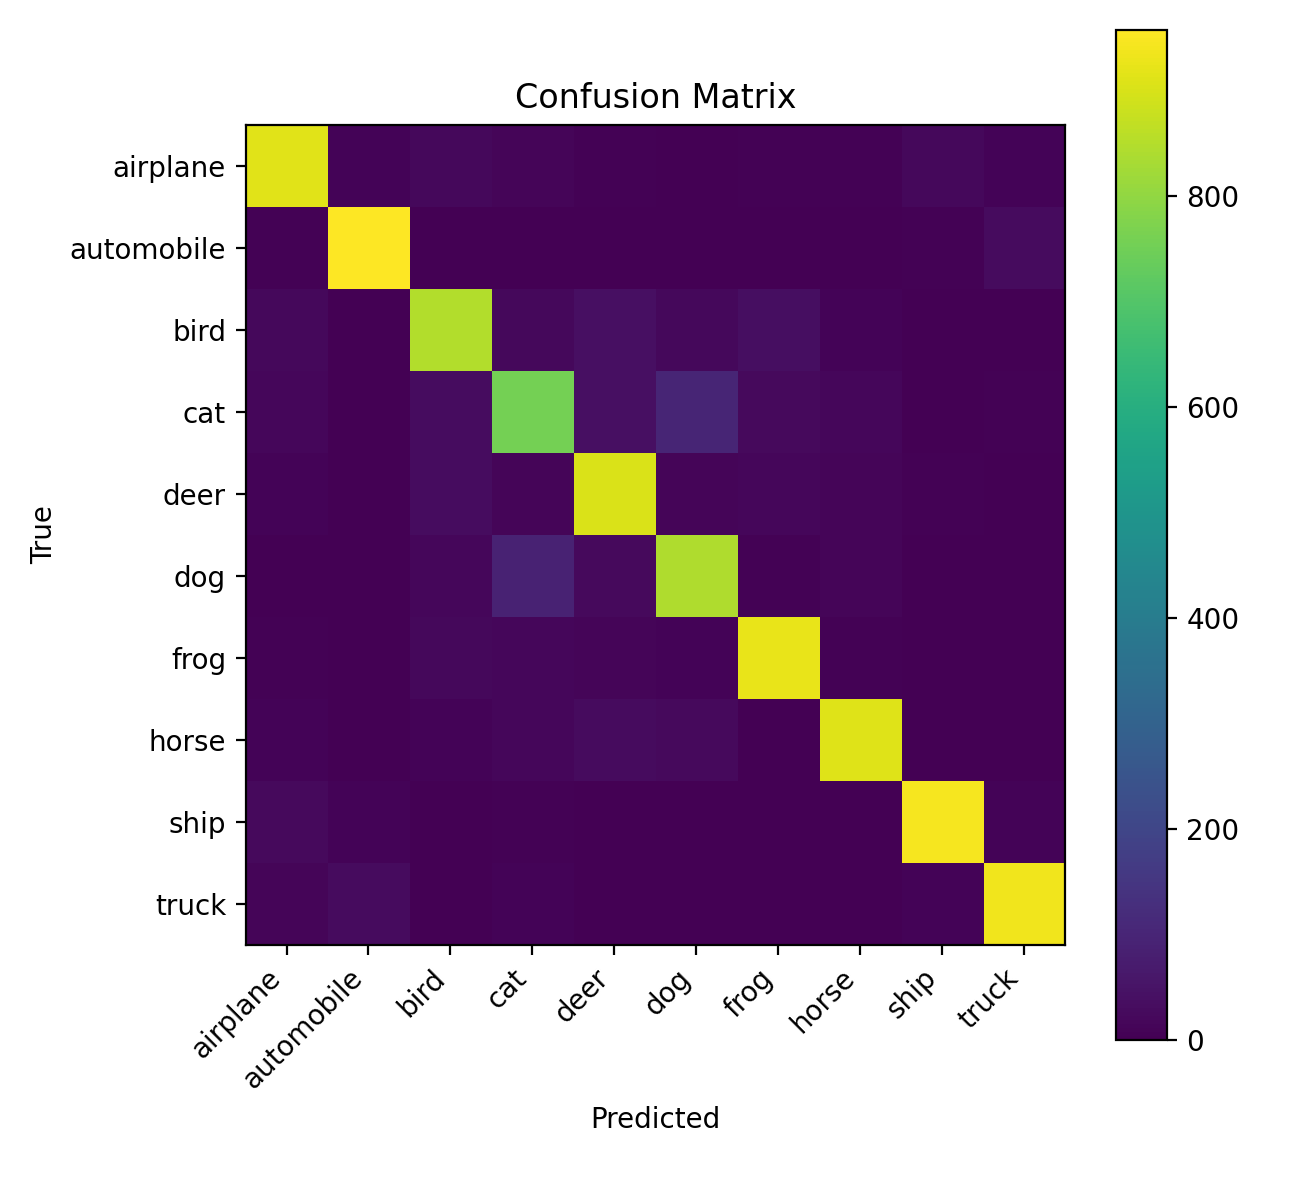 Confusion Matrix
airplane
automobile
bird
cat
deer
dog
frog
horse
ship
truck
True
airplane
automobile
bird
cat
deer
dog
frog
horse
ship
truck
Predicted
800
600
400
200
0